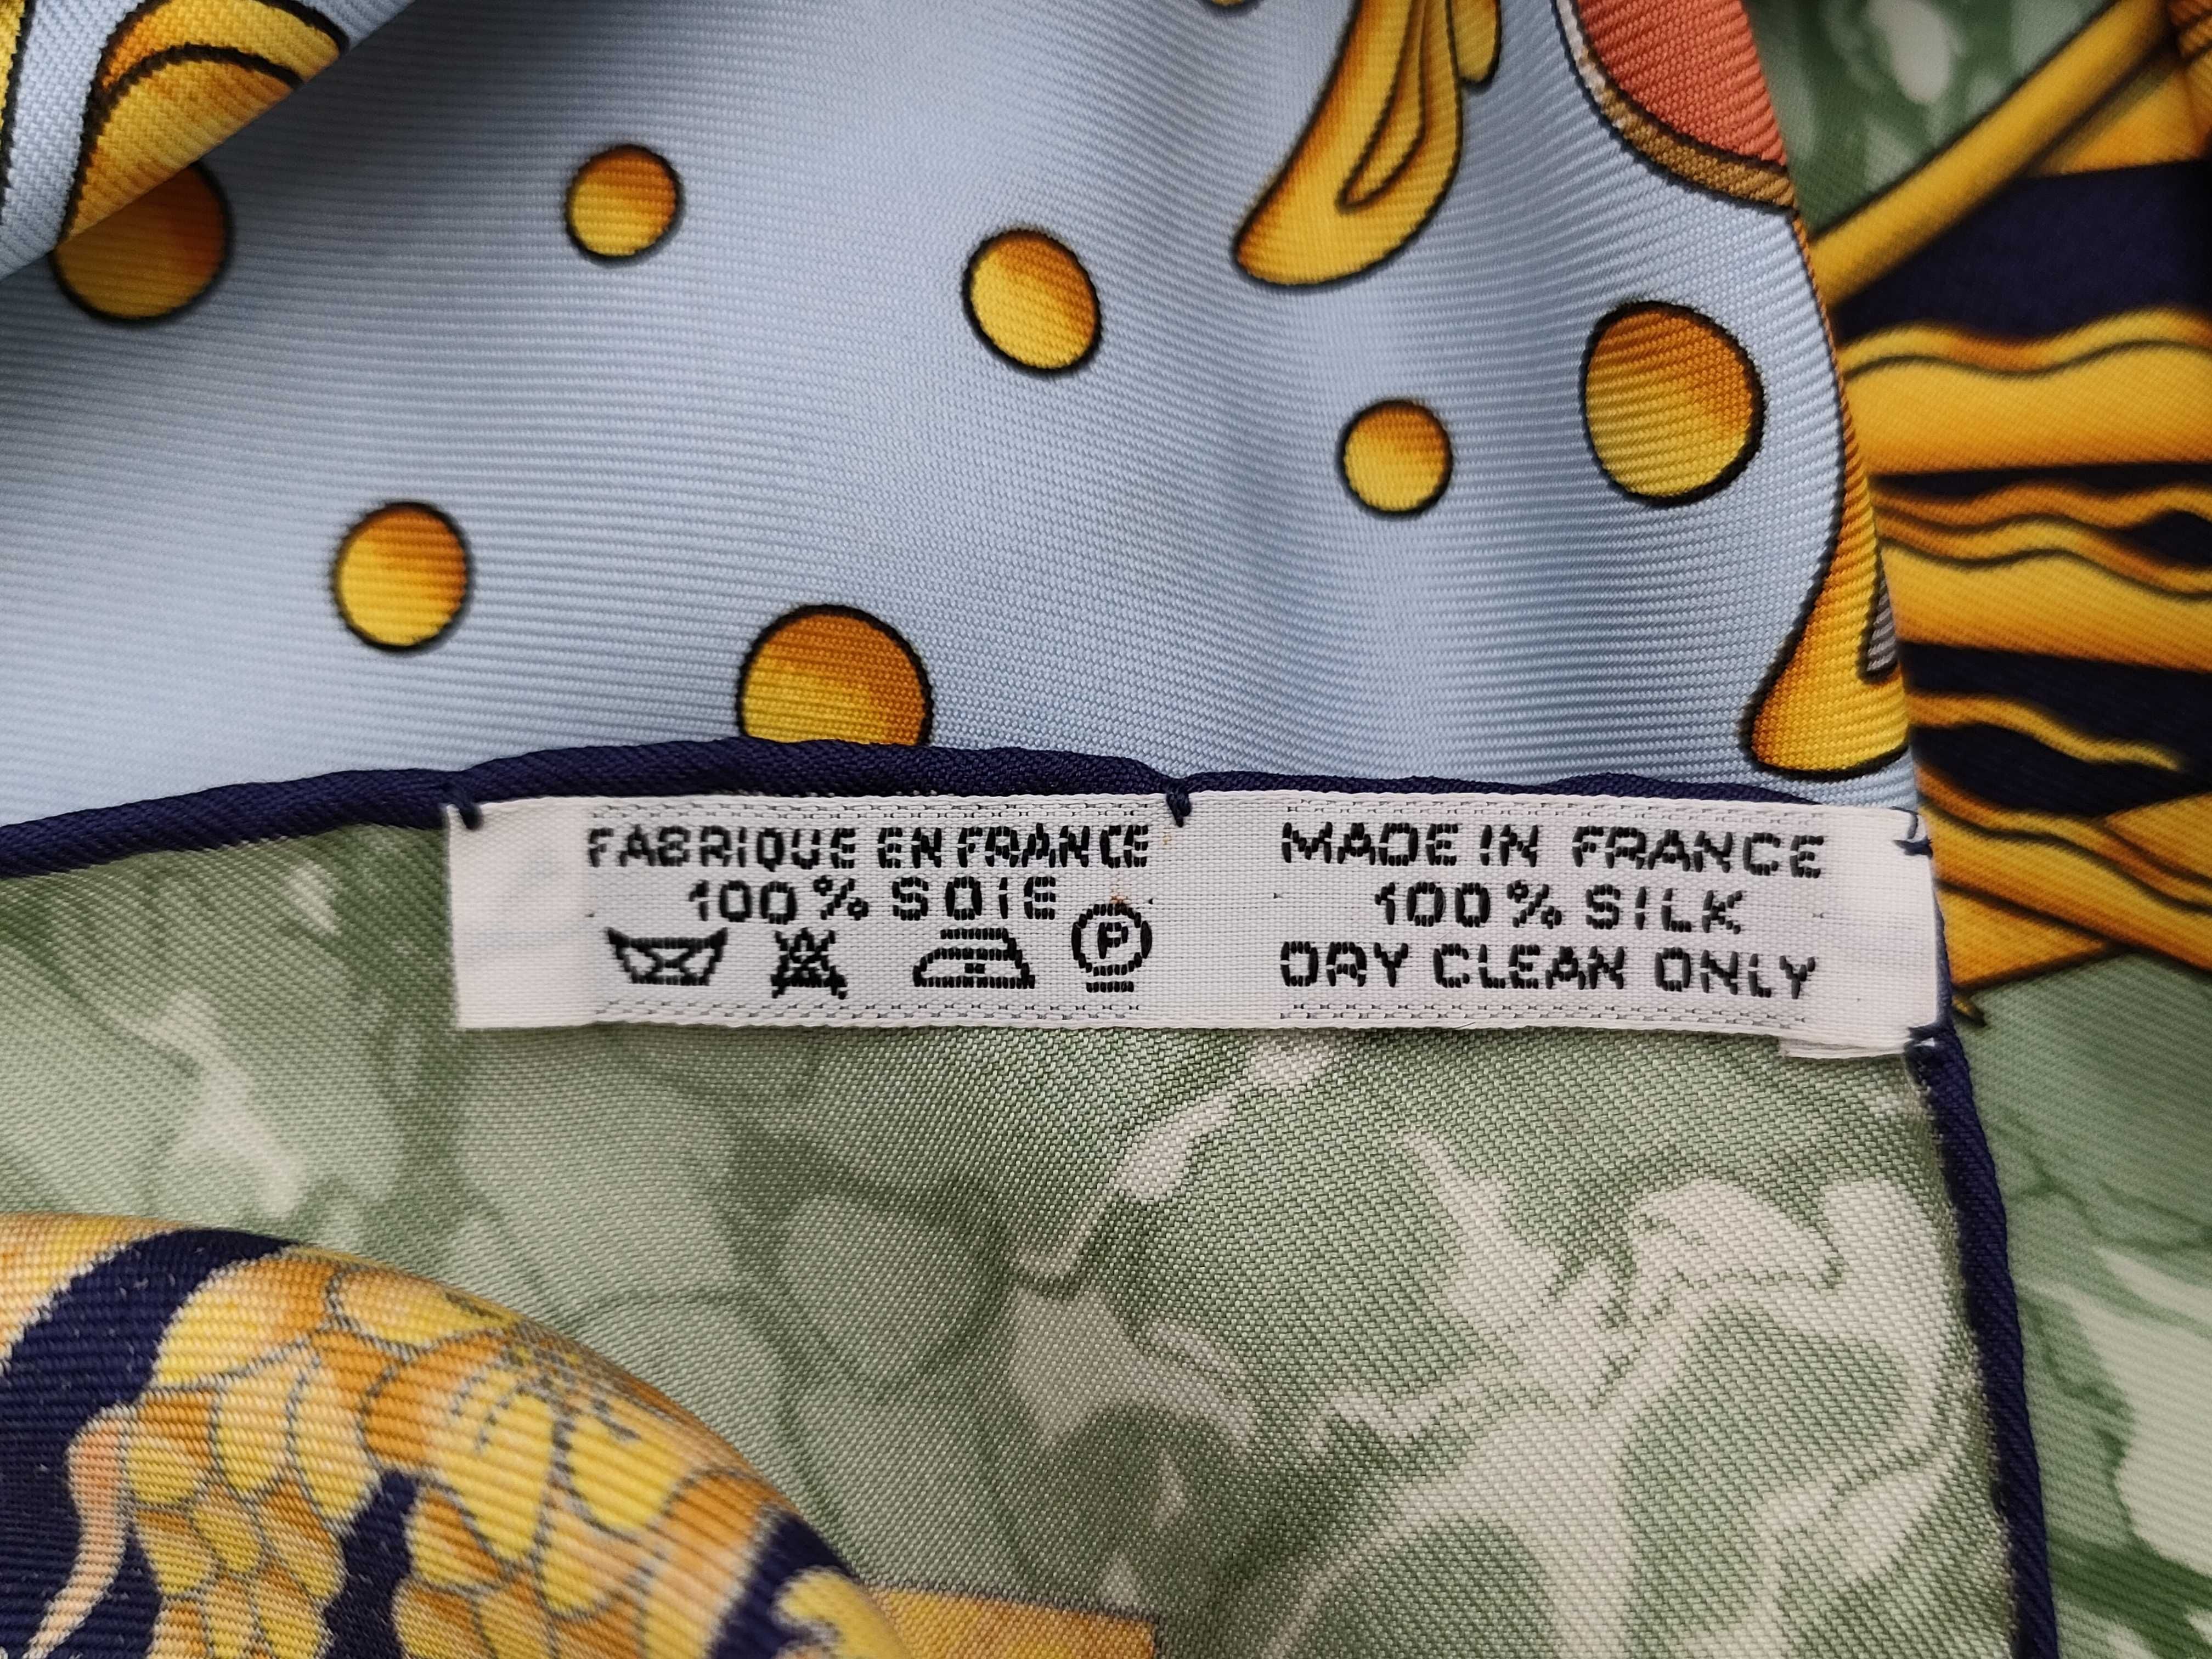 FABRIQUE EN FRANCE
100% SOIE
P
MADE IN FRANCE
100% SILK
DRY CLEAN ONLY